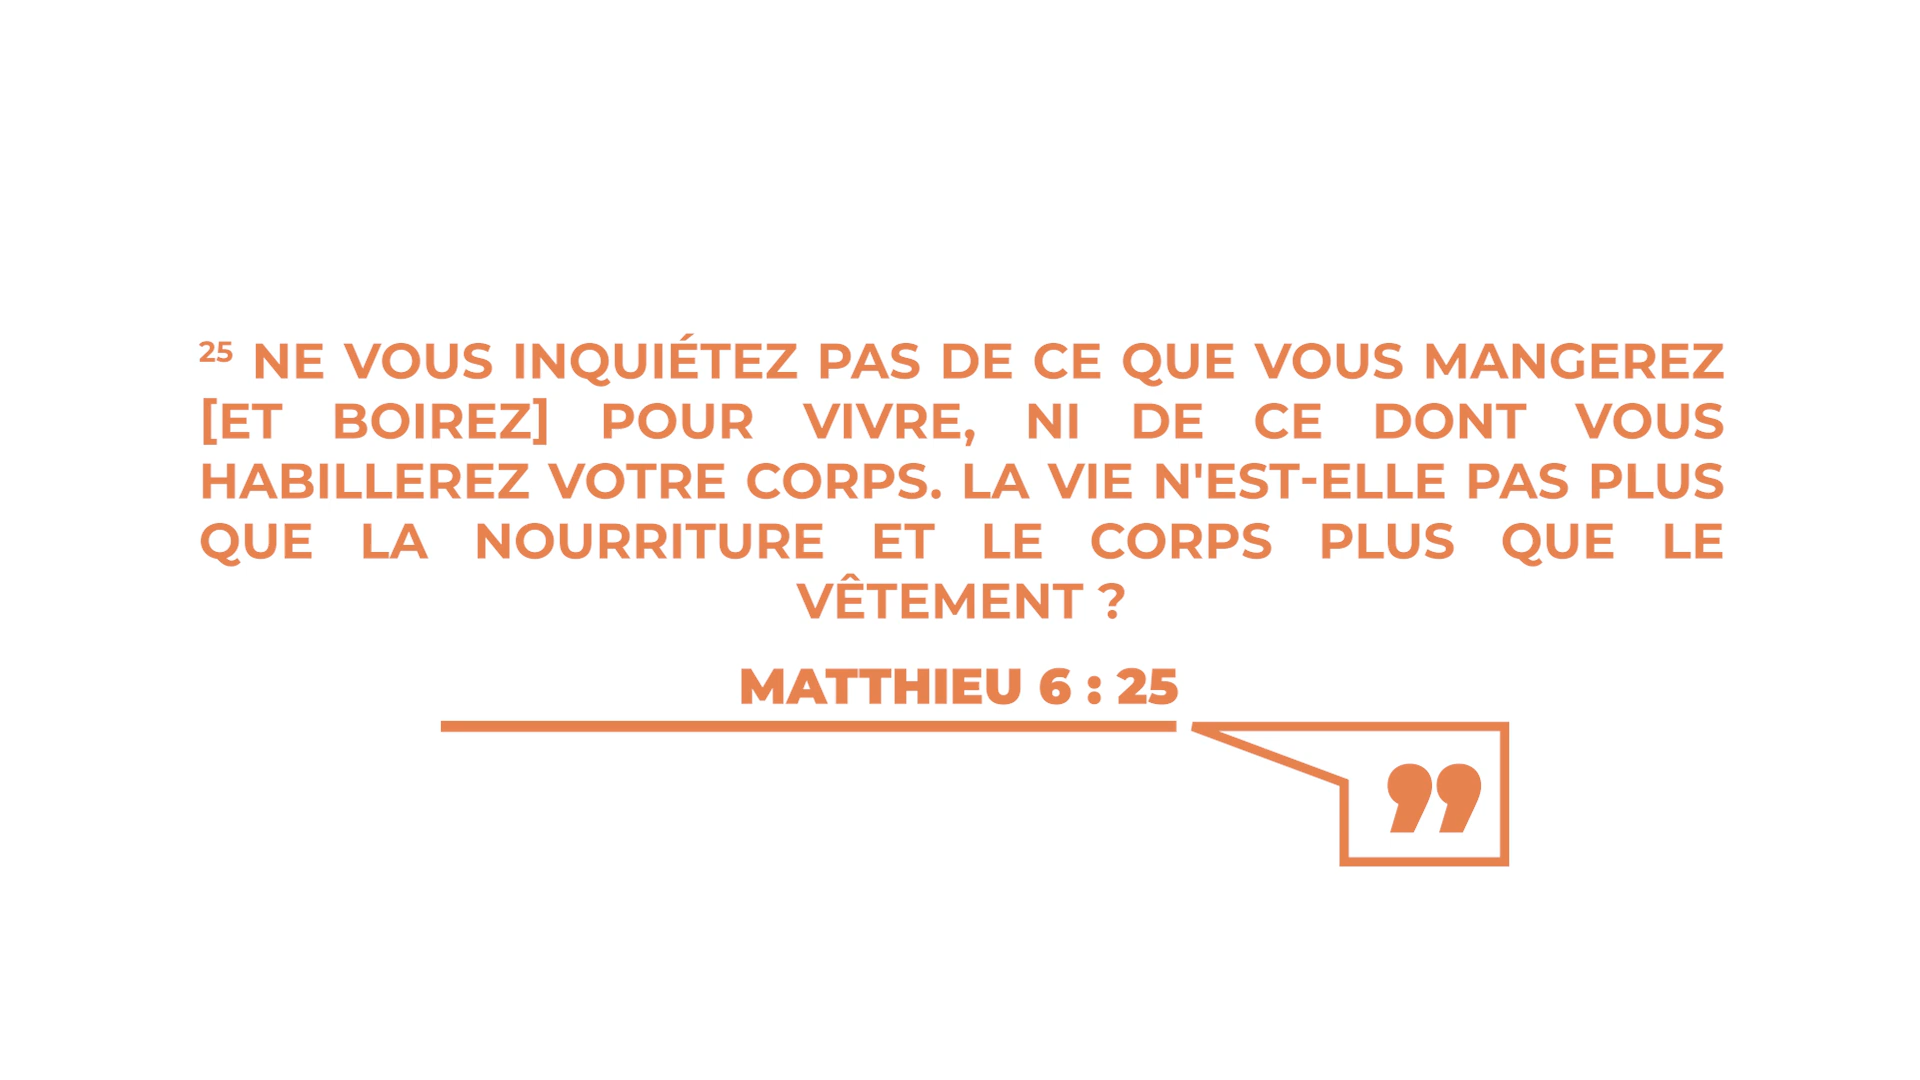 25 NE VOUS INQUIÉTEZ PAS DE CE QUE VOUS MANGEREZ
[ET BOIREZ] POUR VIVRE, NI DE CE DONT VOUS
HABILLEREZ VOTRE CORPS. LA VIE N'EST-ELLE PAS PLUS
QUE LA NOURRITURE ET LE CORPS PLUS QUE LE
VÊTEMENT ?
MATTHIEU 6 : 25
”